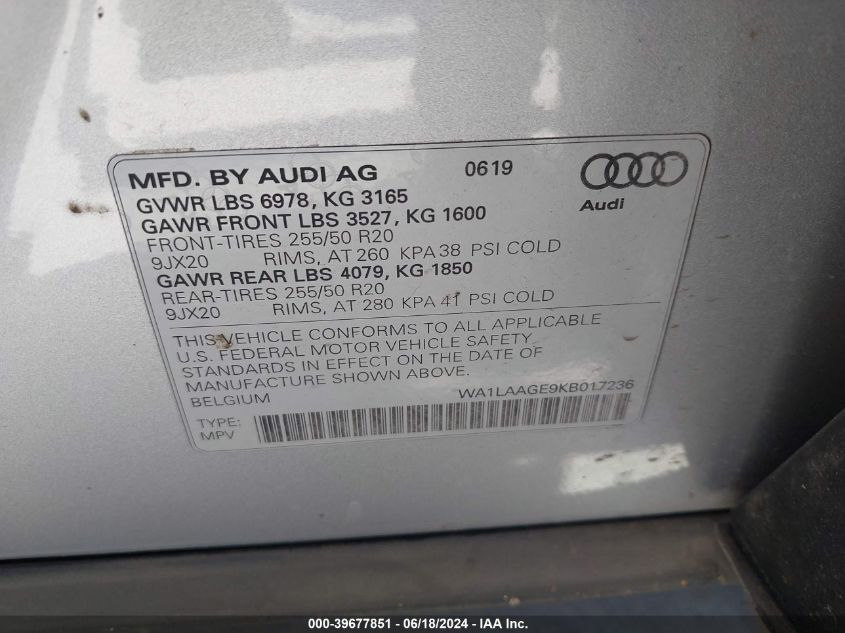 MFD. BY AUDI AG 0619
GVWR LBS 6978, KG 3165
GAWR FRONT LBS 3527, KG 1600
FRONT-TIRES 255/50 R20
9JX20 RIMS, AT 260 KPA 38 PSI COLD
GAWR REAR LBS 4079, KG 1850
REAR-TIRES 255/50 R20
9JX20 RIMS, AT 280 KPA 41 PSI COLD
Audi
THIS VEHICLE CONFORMS TO ALL APPLICABLE
U.S. FEDERAL MOTOR VEHICLE SAFETY
STANDARDS IN EFFECT ON THE DATE OF
MANUFACTURE SHOWN ABOVE.
BELGIUM WA1LAAGE9KB017236
TYPE:
MPV
000-39677851 - 06/18/2024 - IAA Inc.